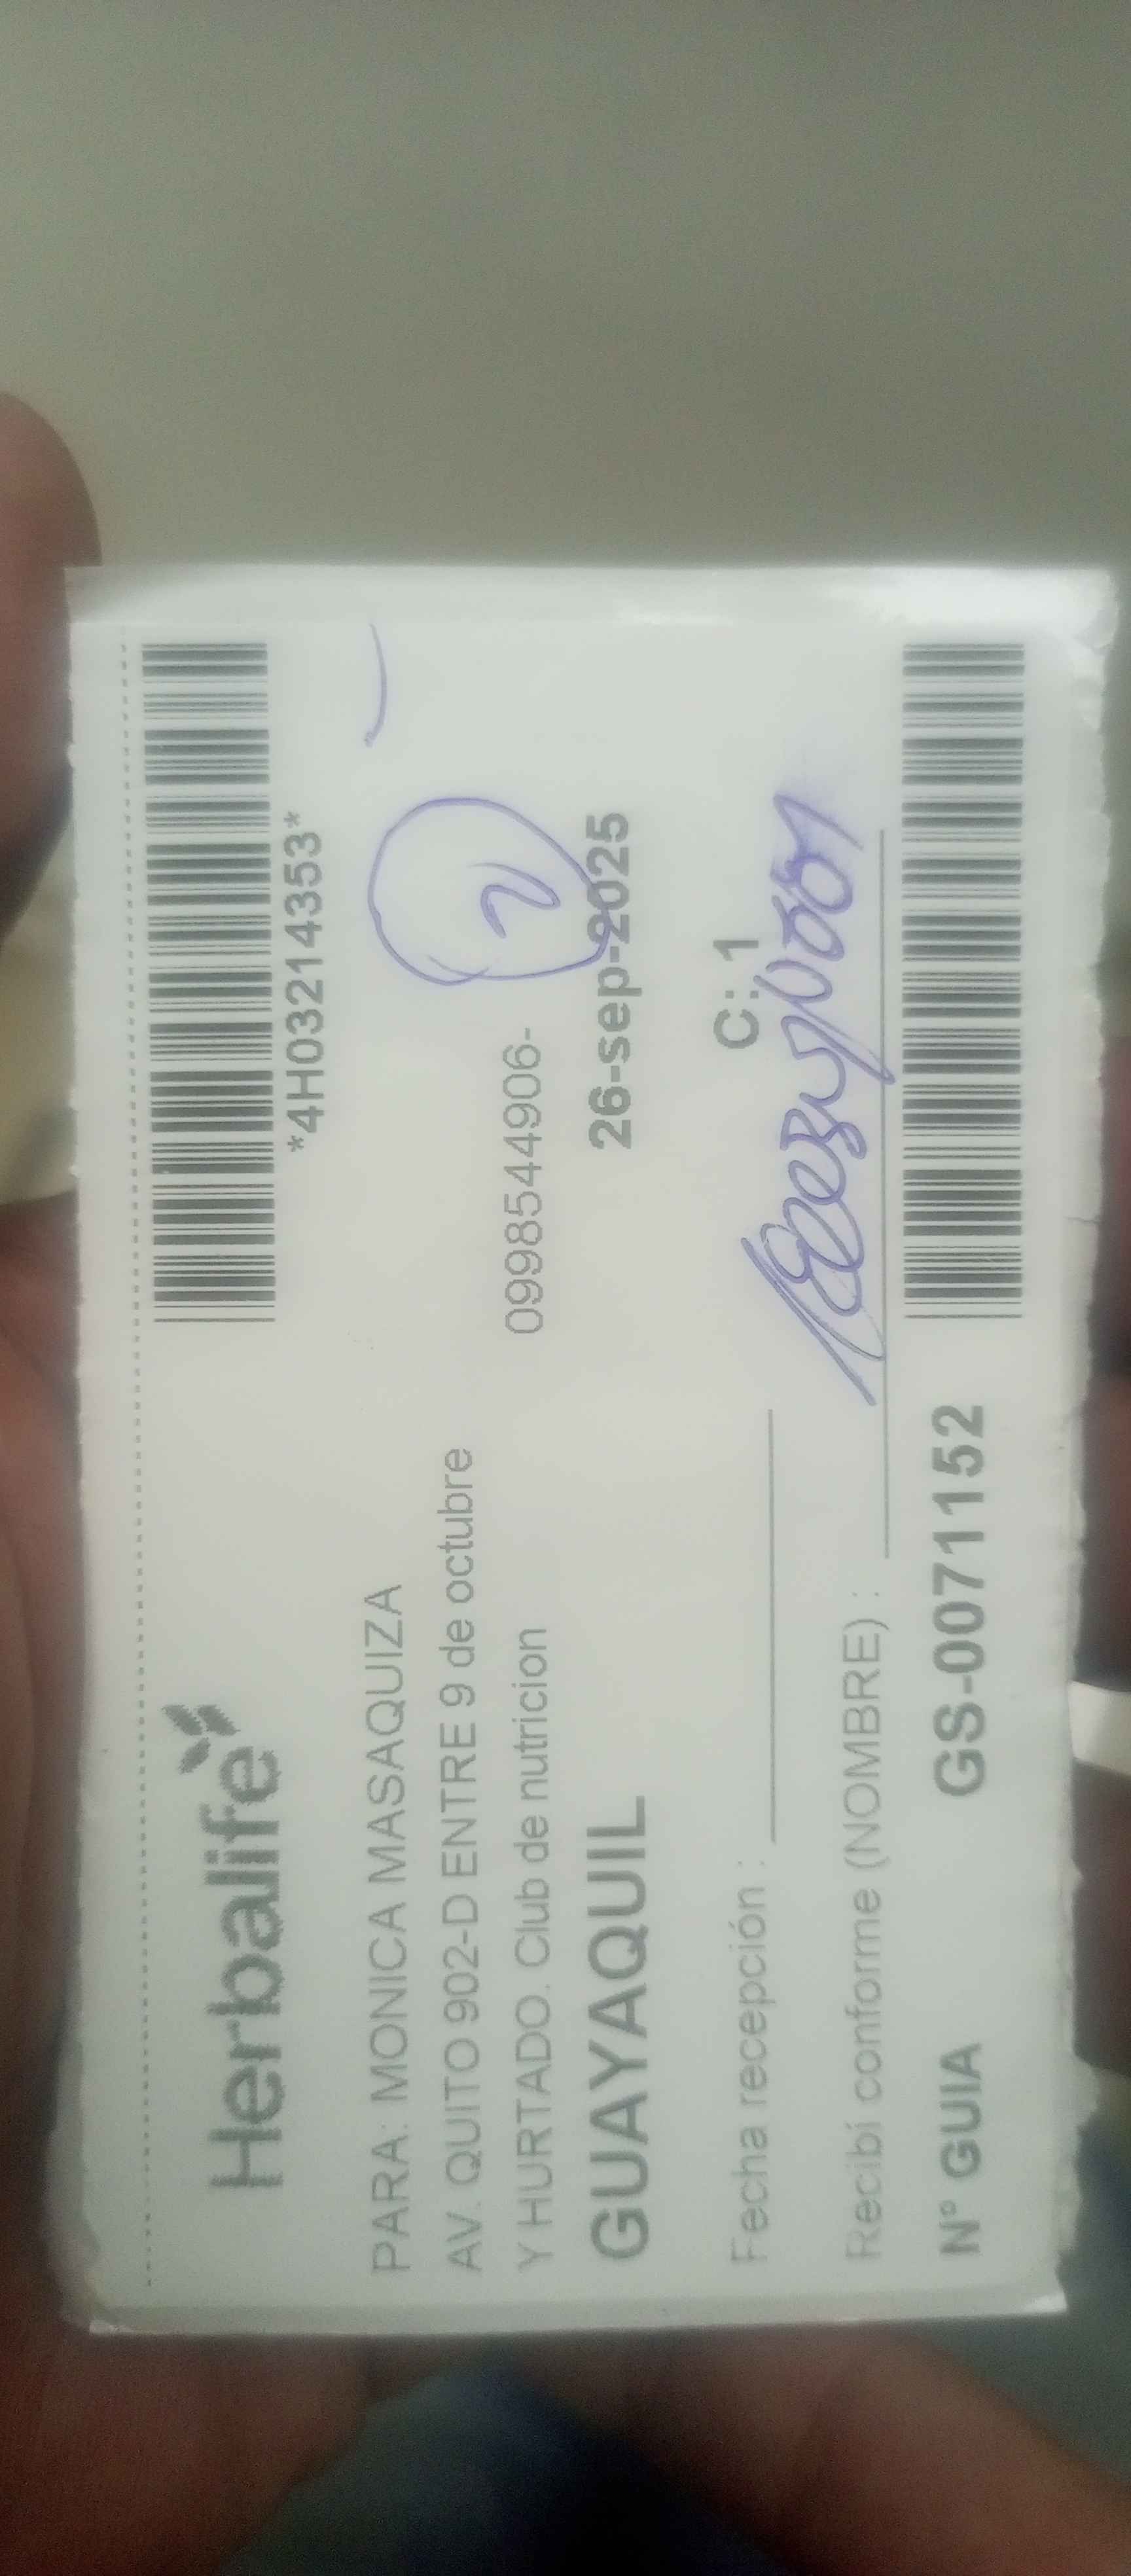 Herbalife
*4H03214353*
PARA: MONICA MASAQUIZA
AV. QUITO 902-D ENTRE 9 de octubre
Y HURTADO. Club de nutricion 0998544906-
2
GUAYAQUIL 26-sep-2025
Fecha recepción :
C: 1
Recibí conforme (NOMBRE) :
N° GUIA GS-0071152